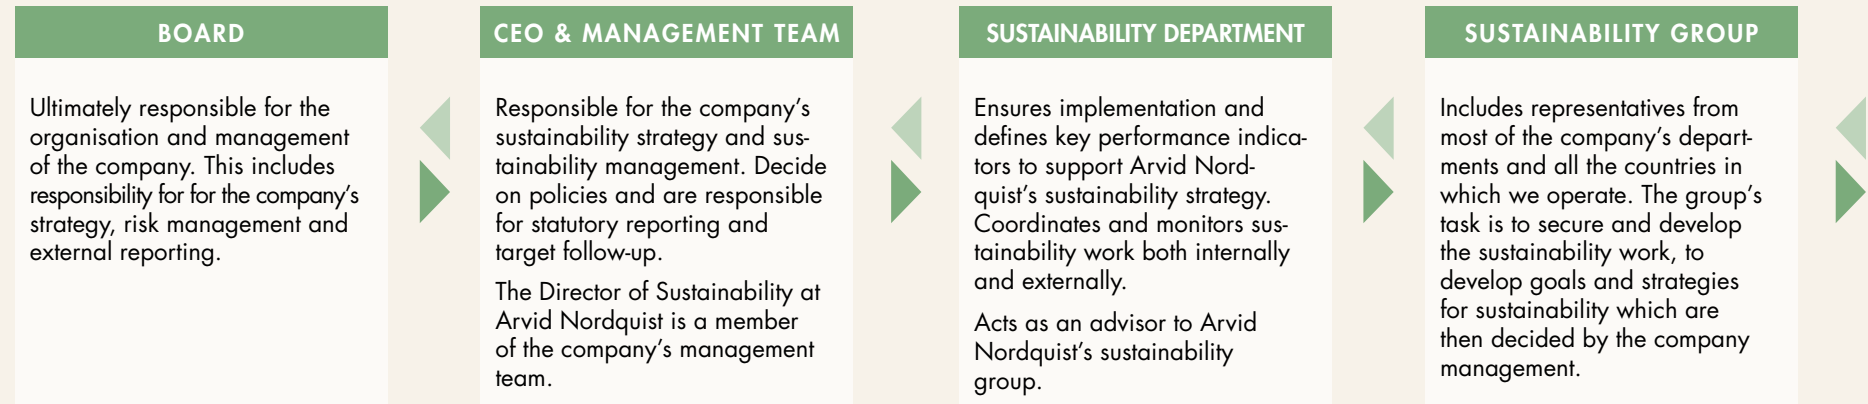 BOARD
Ultimately responsible for the
organisation and management
of the company. This includes
responsibility for for the company's
strategy, risk management and
external reporting.
CEO & MANAGEMENT TEAM
Responsible for the company's
sustainability strategy and sus-
tainability management. Decide
on policies and are responsible
for statutory reporting and
target follow-up.
The Director of Sustainability at
Arvid Nordquist is a member
of the company's management
team.
SUSTAINABILITY DEPARTMENT
Ensures implementation and
defines key performance indica-
tors to support Arvid Nord-
quist's sustainability strategy.
Coordinates and monitors sus-
tainability work both internally
and externally.
Acts as an advisor to Arvid
Nordquist's sustainability
group.
SUSTAINABILITY GROUP
Includes representatives from
most of the company's depart-
ments and all the countries in
which we operate. The group's
task is to secure and develop
the sustainability work, to
develop goals and strategies
for sustainability which are
then decided by the company
management.